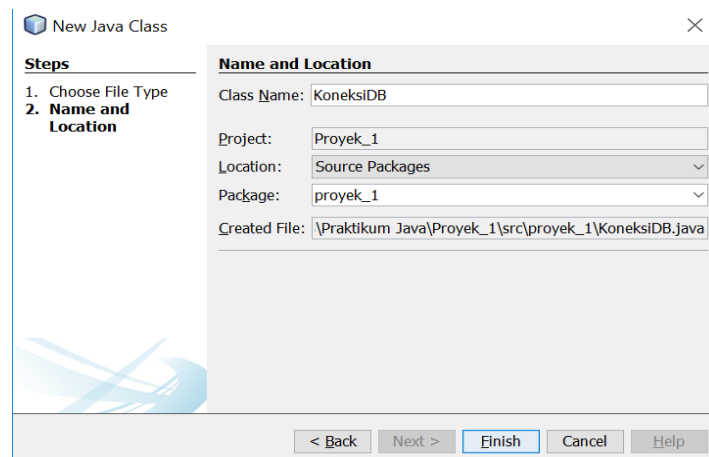 New Java Class
Steps
1. Choose File Type
2. Name and
Location
Name and Location
Class Name: KoneksiDB
Project: Proyek_1
Location: Source Packages
Package: proyek_1
Created File: \Praktikum Java\Proyek_1\src\proyek_1\KoneksiDB.java
< Back Next > Finish Cancel Help